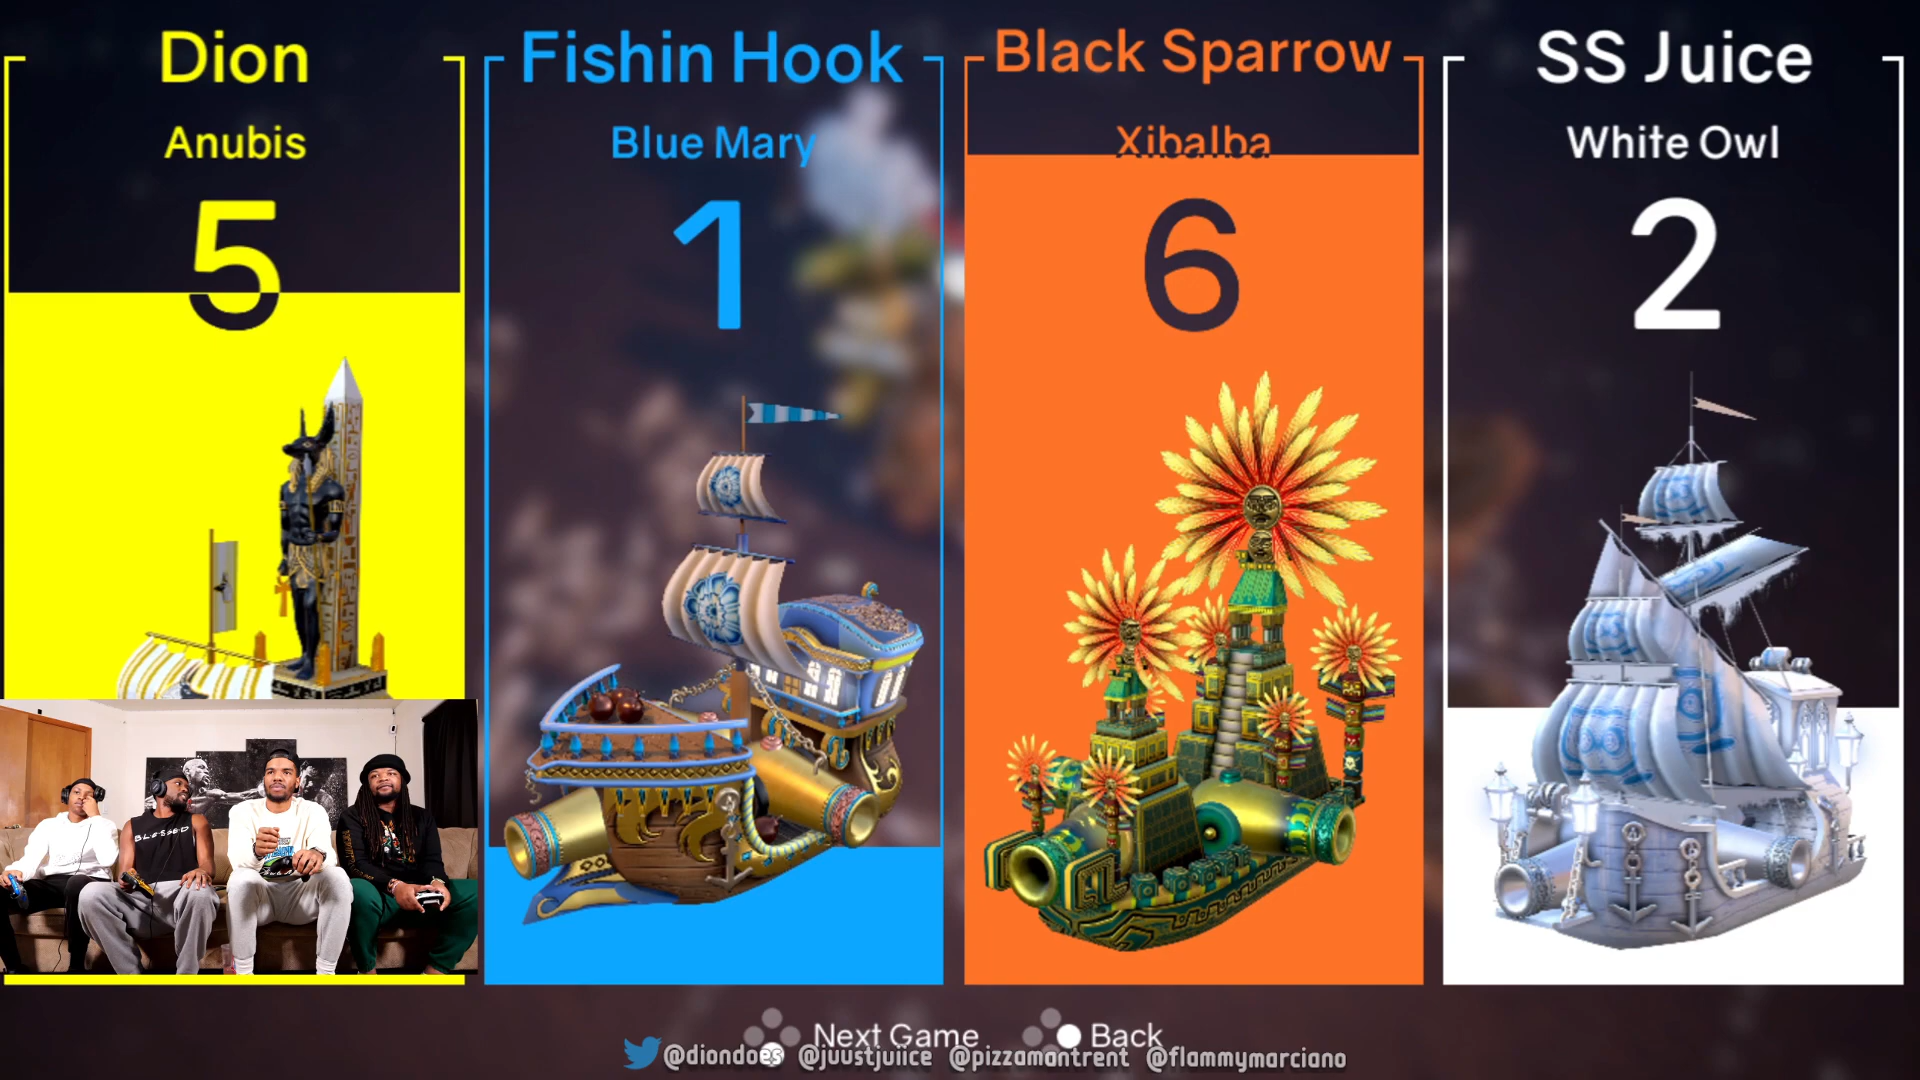 Dion
Anubis
5
Fishin Hook
Blue Mary
1
Black Sparrow
Xibalba
6
SS Juice
White Owl
2
BLESSED
Next Game
Back
@diondoes @juustjuiice @pizzamantrent @flammymarciano